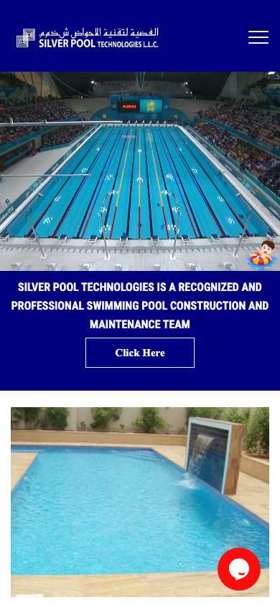 الفضية لتقنية الأحواض ش.ذ.م.م
SILVER POOL TECHNOLOGIES L.L.C.
SILVER POOL TECHNOLOGIES IS A RECOGNIZED AND
PROFESSIONAL SWIMMING POOL CONSTRUCTION AND
MAINTENANCE TEAM
Click Here